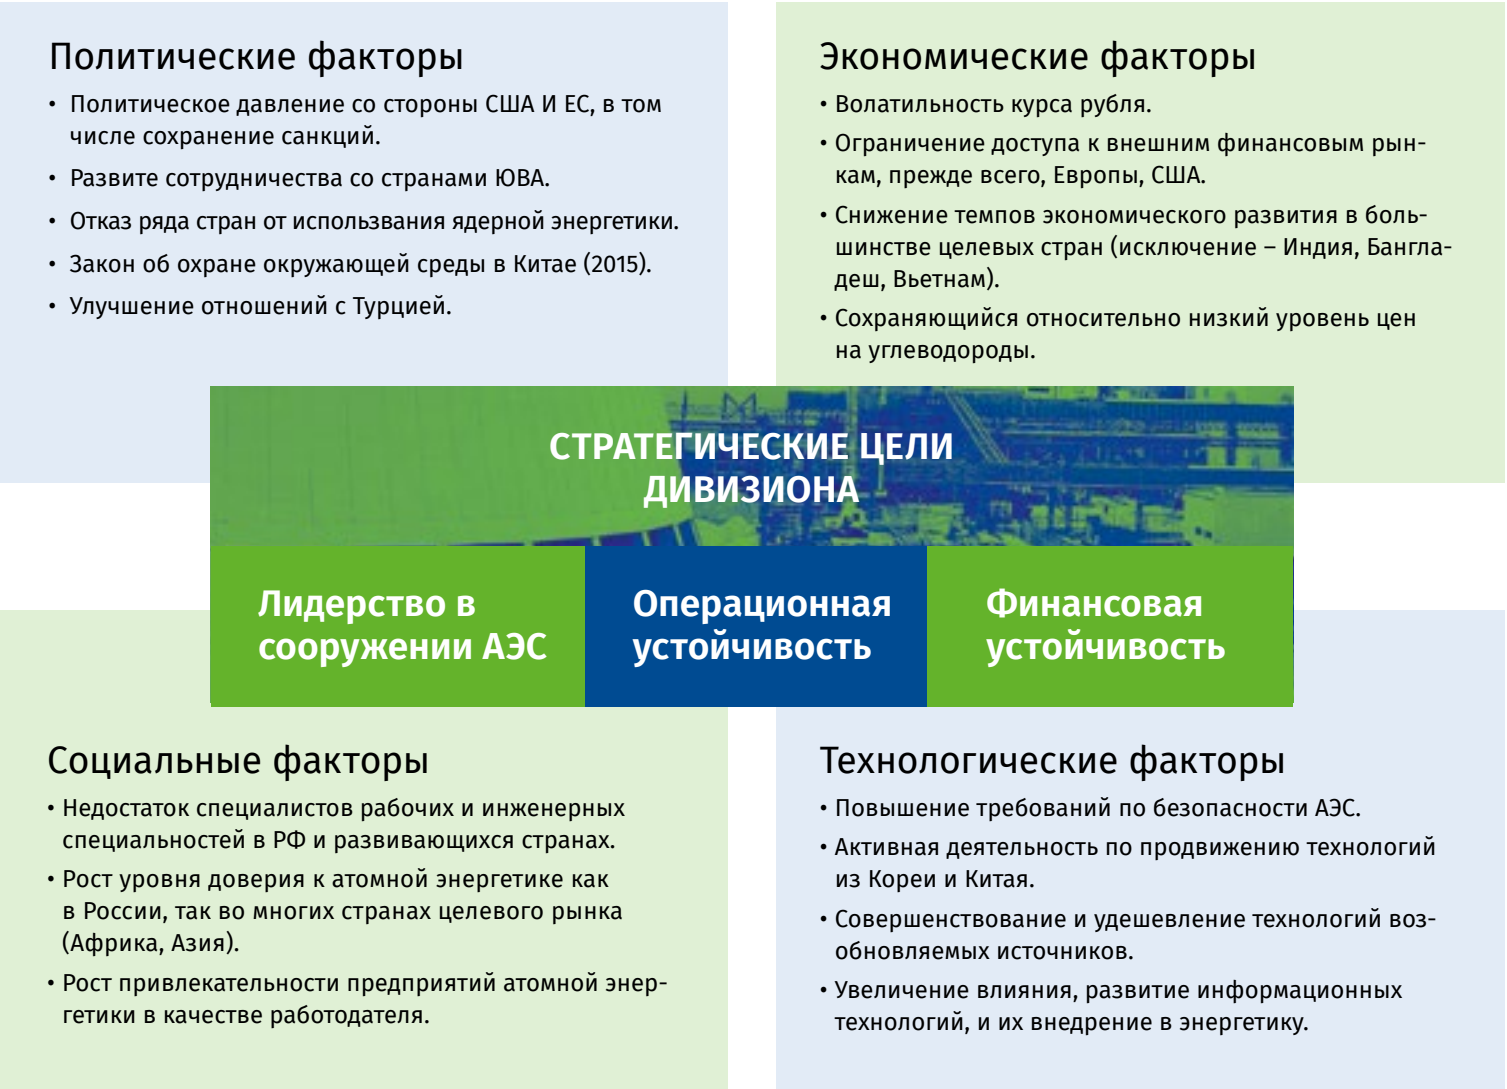 Политические факторы
• Политическое давление со стороны США И ЕС, в том
числе сохранение санкций.
• Развите сотрудничества со странами ЮВА.
• Отказ ряда стран от использвания ядерной энергетики.
• Закон об охране окружающей среды в Китае (2015).
• Улучшение отношений с Турцией.
Экономические факторы
• Волатильность курса рубля.
• Ограничение доступа к внешним финансовым рын-
кам, прежде всего, Европы, США.
• Снижение темпов экономического развития в боль-
шинстве целевых стран (исключение – Индия, Бангла-
деш, Вьетнам).
• Сохраняющийся относительно низкий уровень цен
на углеводороды.
СТРАТЕГИЧЕСКИЕ ЦЕЛИ
ДИВИЗИОНА
Лидерство в
сооружении АЭС
Операционная
устойчивость
Финансовая
устойчивость
Социальные факторы
• Недостаток специалистов рабочих и инженерных
специальностей в РФ и развивающихся странах.
• Рост уровня доверия к атомной энергетике как
в России, так во многих странах целевого рынка
(Африка, Азия).
• Рост привлекательности предприятий атомной энер-
гетики в качестве работодателя.
Технологические факторы
• Повышение требований по безопасности АЭС.
• Активная деятельность по продвижению технологий
из Кореи и Китая.
• Совершенствование и удешевление технологий воз-
обновляемых источников.
• Увеличение влияния, развитие информационных
технологий, и их внедрение в энергетику.